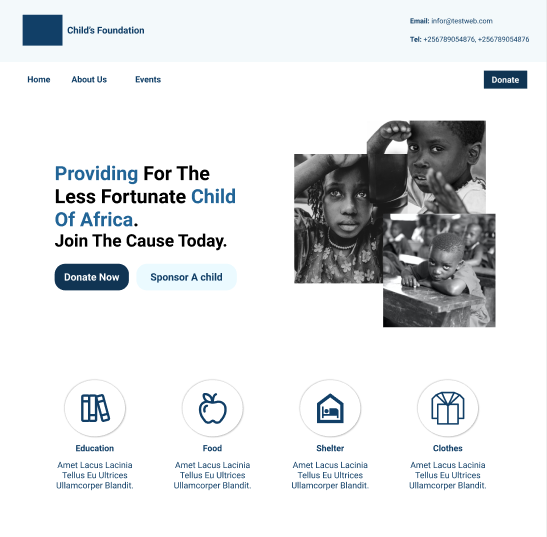 Child's Foundation
Email: infor@testweb.com
Tel: +256789054876, +256789054876
Home About Us Events
Donate
Providing For The
Less Fortunate Child
Of Africa.
Join The Cause Today.
Donate Now Sponsor A child
Education
Amet Lacus Lacinia
Tellus Eu Ultrices
Ullamcorper Blandit.
Food
Amet Lacus Lacinia
Tellus Eu Ultrices
Ullamcorper Blandit.
Shelter
Amet Lacus Lacinia
Tellus Eu Ultrices
Ullamcorper Blandit.
Clothes
Amet Lacus Lacinia
Tellus Eu Ultrices
Ullamcorper Blandit.